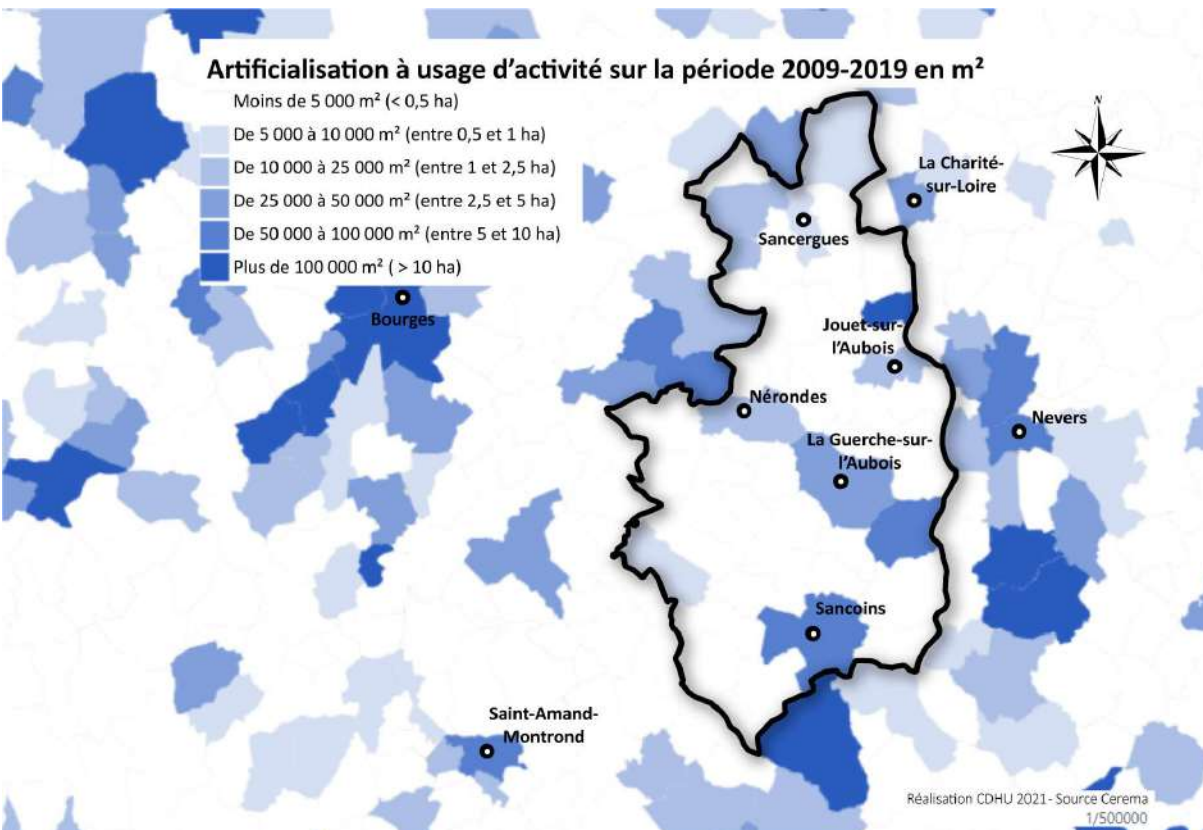 Artificialisation à usage d'activité sur la période 2009-2019 en m²
Moins de 5 000 m² (< 0,5 ha)
De 5 000 à 10 000 m² (entre 0,5 et 1 ha)
De 10 000 à 25 000 m² (entre 1 et 2,5 ha)
De 25 000 à 50 000 m² (entre 2,5 et 5 ha)
De 50 000 à 100 000 m² (entre 5 et 10 ha)
Plus de 100 000 m² ( > 10 ha)
N
La Charité-
sur-Loire
Sancergues
Bourges
Jouet-sur-
l'Aubois
Nérondes
Nevers
La Guerche-sur-
l'Aubois
Sancoins
Saint-Amand-
Montrond
Réalisation CDHU 2021- Source Cerema
1/500000